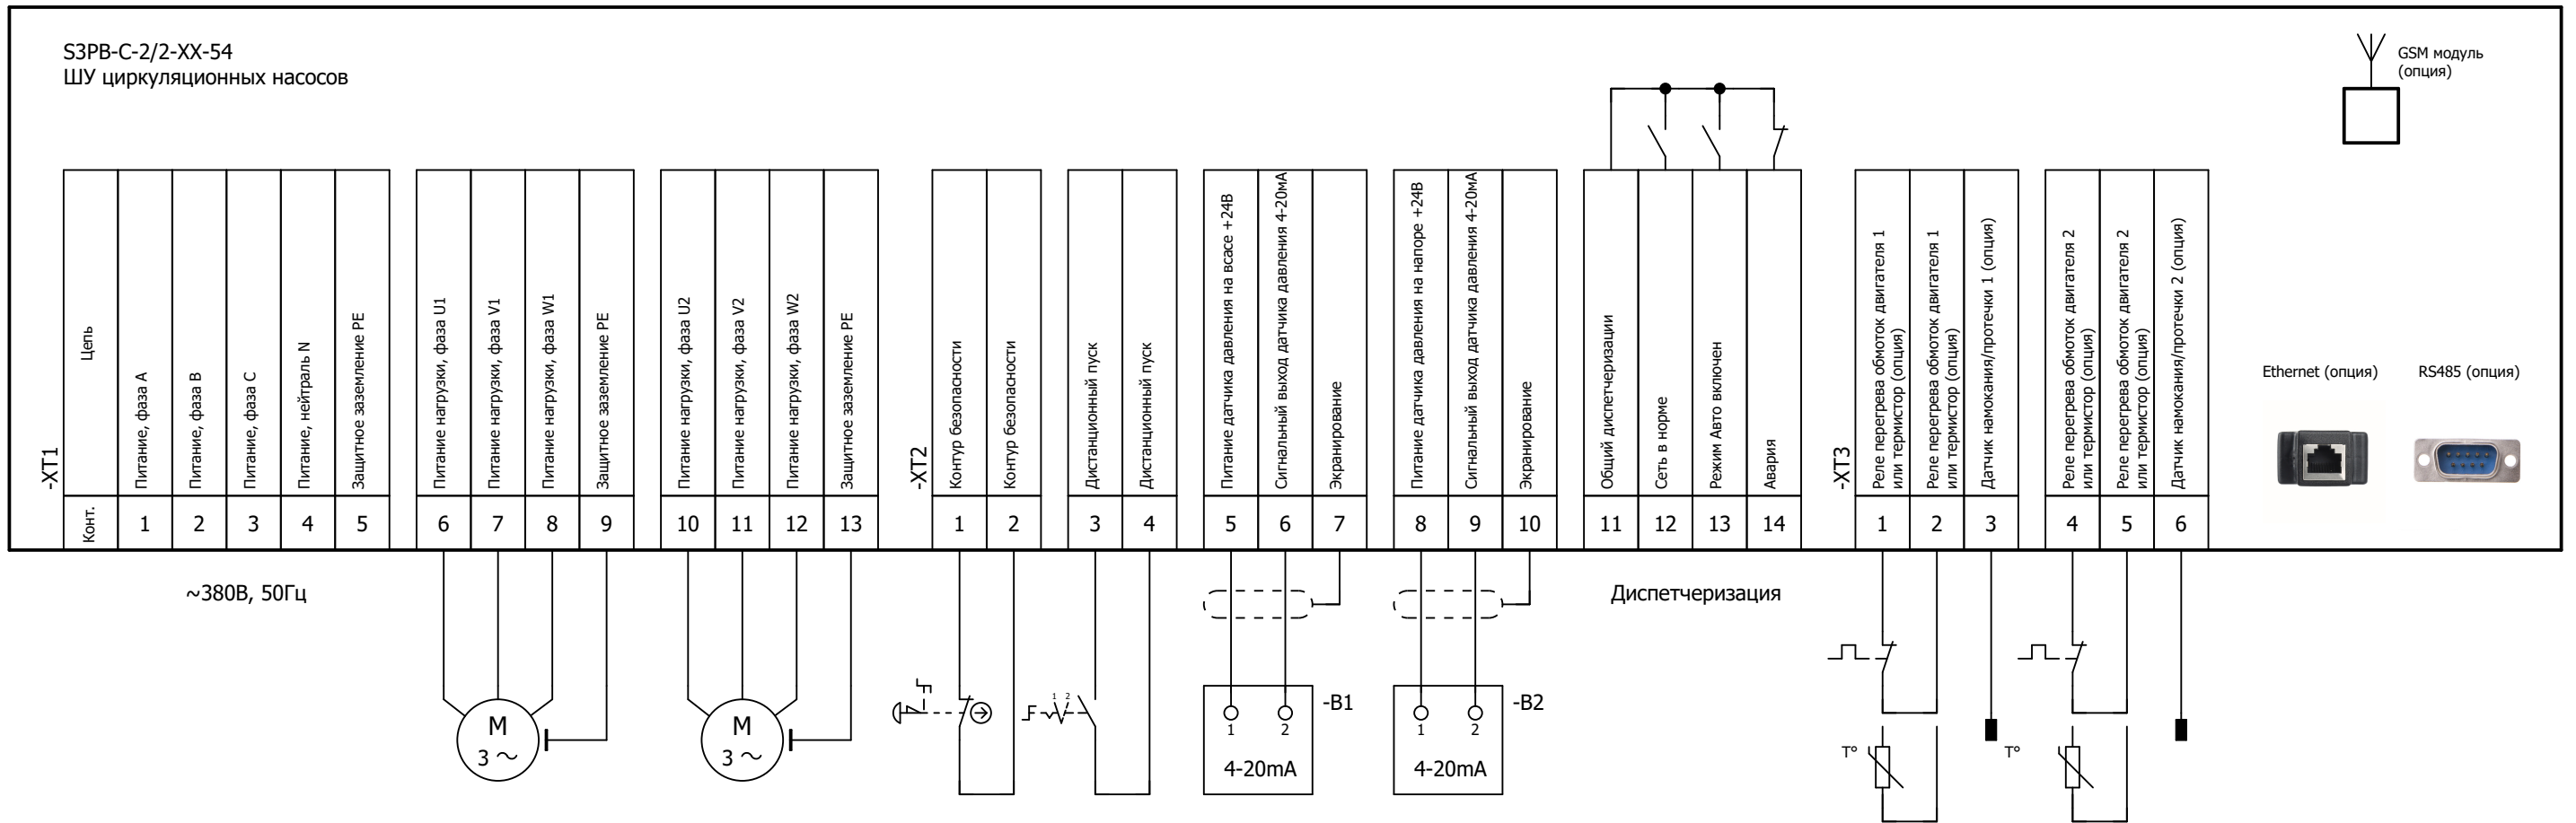 S3PB-C-2/2-XX-54
ШУ циркуляционных насосов
GSM модуль
(опция)
-XT1
Цепь
Питание, фаза A
Питание, фаза B
Питание, фаза C
Питание, нейтраль N
Защитное заземление PE
Питание нагрузки, фаза U1
Питание нагрузки, фаза V1
Питание нагрузки, фаза W1
Защитное заземление PE
Питание нагрузки, фаза U2
Питание нагрузки, фаза V2
Питание нагрузки, фаза W2
Защитное заземление PE
-XT2
Контур безопасности
Контур безопасности
Дистанционный пуск
Дистанционный пуск
Питание датчика давления на всасе +24В
Сигнальный выход датчика давления 4-20мА
Экранирование
Питание датчика давления на напоре +24В
Сигнальный выход датчика давления 4-20мА
Экранирование
Общий диспетчеризации
Сеть в норме
Режим Авто включен
Авария
-XT3
Реле перегрева обмоток двигателя 1
или термистор (опция)
Реле перегрева обмоток двигателя 1
или термистор (опция)
Датчик намокания/протечки 1 (опция)
Реле перегрева обмоток двигателя 2
или термистор (опция)
Реле перегрева обмоток двигателя 2
или термистор (опция)
Датчик намокания/протечки 2 (опция)
Ethernet (опция)
RS485 (опция)
Конт.
1 2 3 4 5 6 7 8 9 10 11 12 13
1 2 3 4 5 6 7 8 9 10 11 12 13 14
1 2 3 4 5 6
~380В, 50Гц
Диспетчеризация
M
3 ~
M
3 ~
1 2
1 2
4-20mA
-B1
1 2
4-20mA
-B2
T°
T°